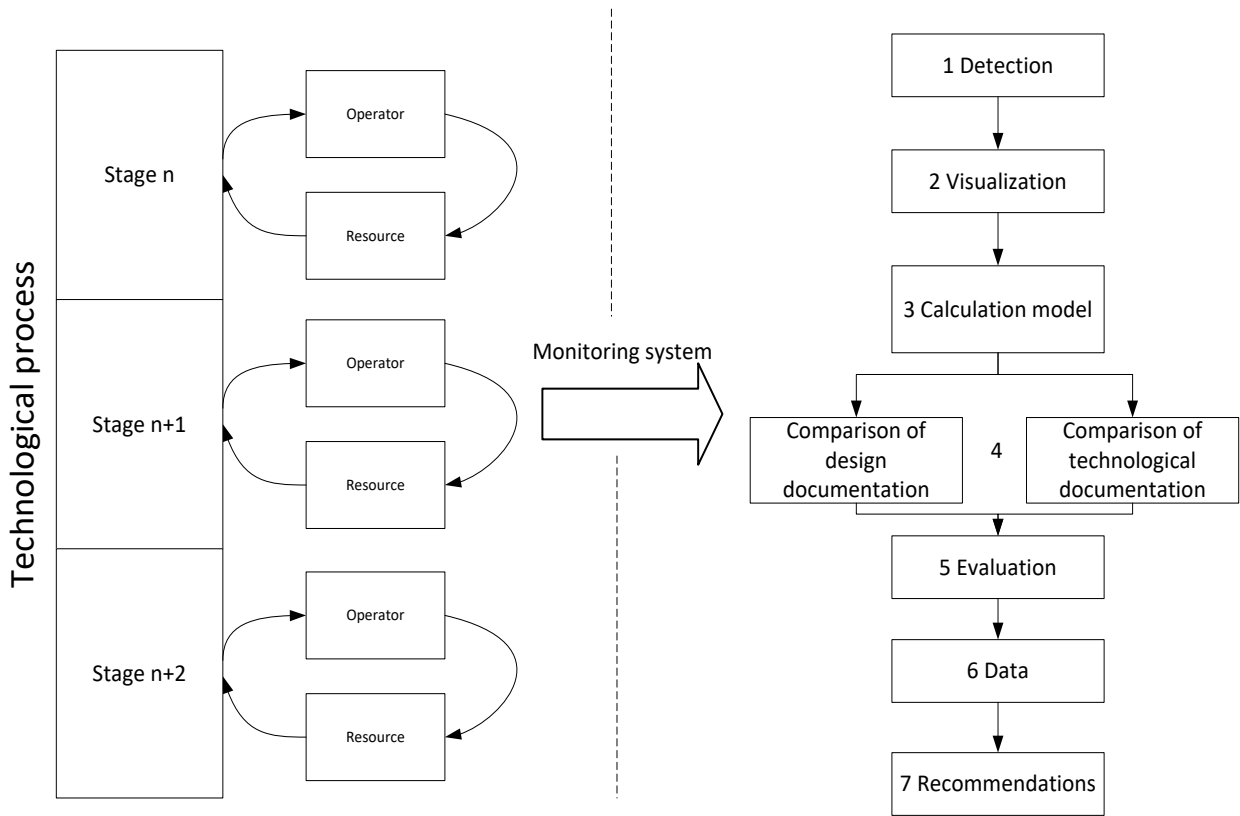 Technological process
Stage n
Operator
Resource
Stage n+1
Operator
Resource
Stage n+2
Operator
Resource
Monitoring system
1 Detection
2 Visualization
3 Calculation model
Comparison of
design
documentation
4
Comparison of
technological
documentation
5 Evaluation
6 Data
7 Recommendations